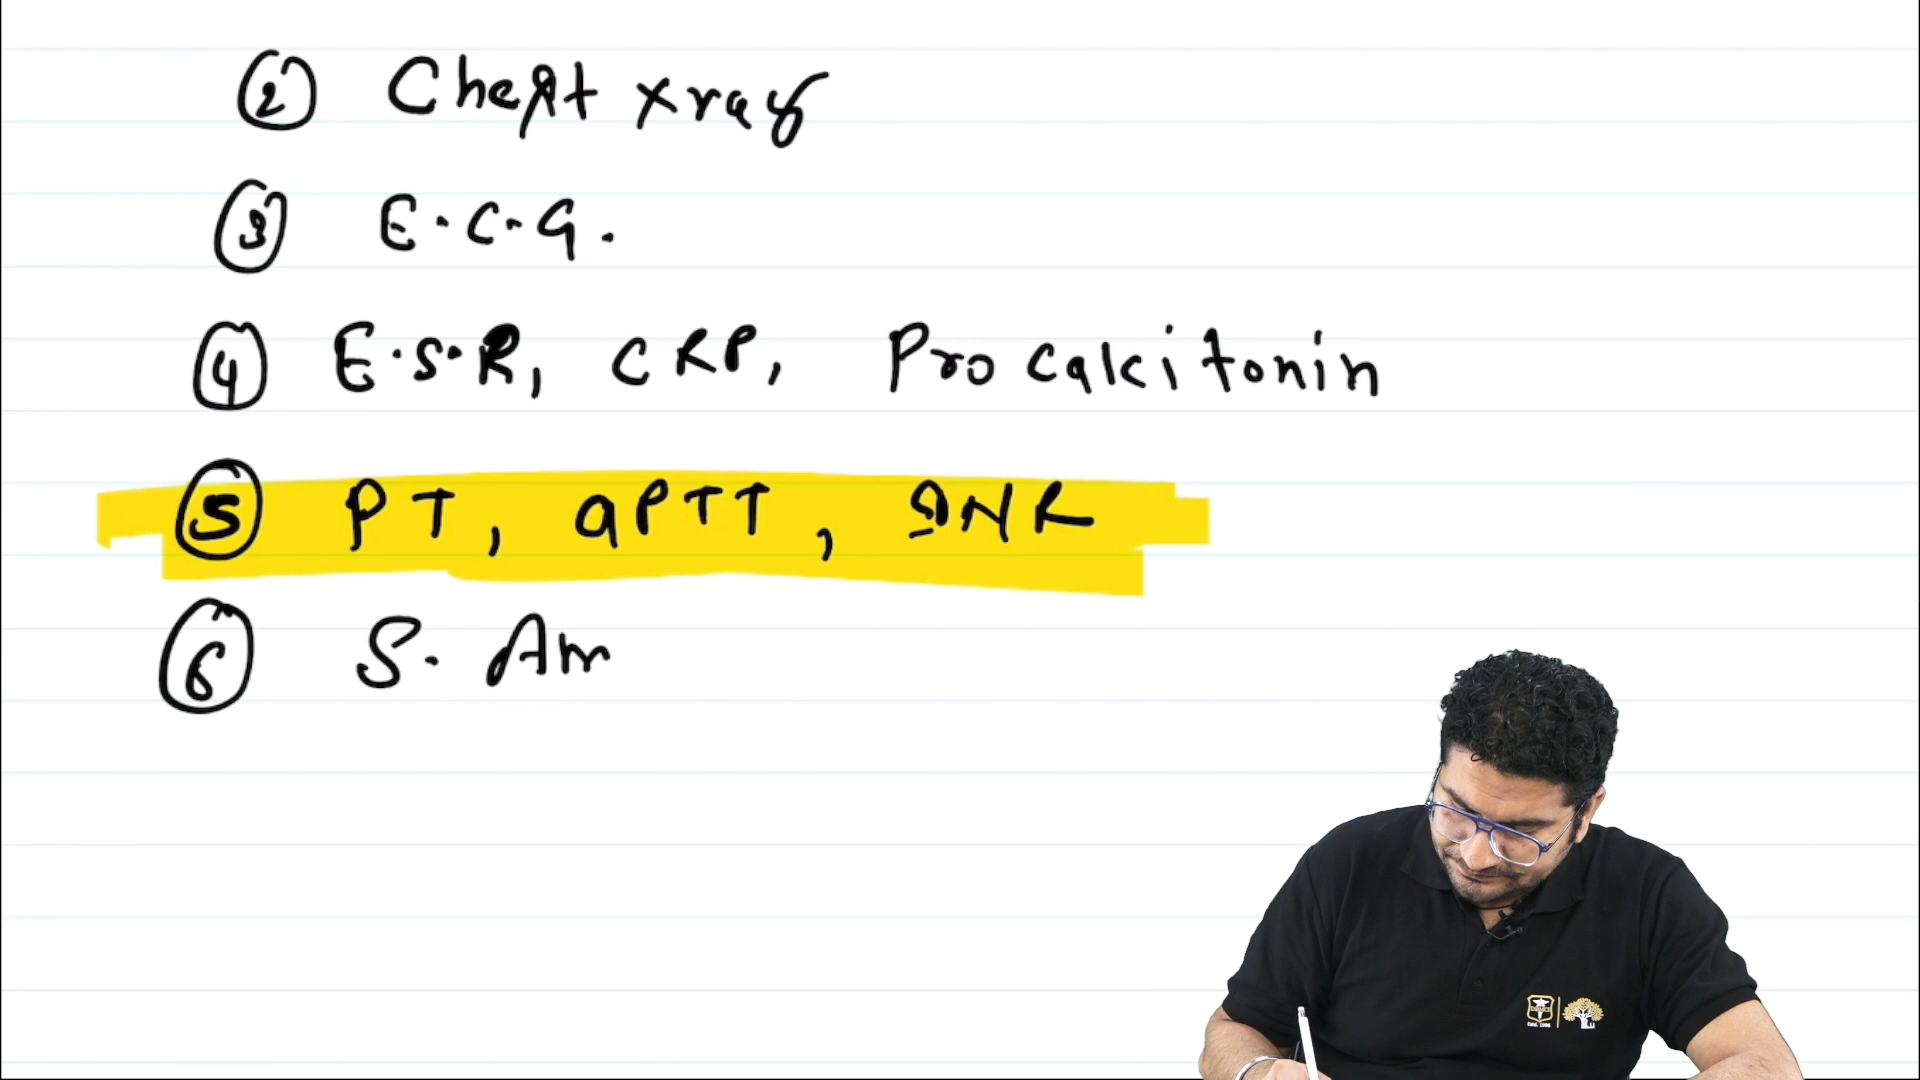 2 Chest xray
3 E.C.G.
4 E.S.R, CRP, Procalcitonin
5 PT, aPTT, INR
6 S. Am